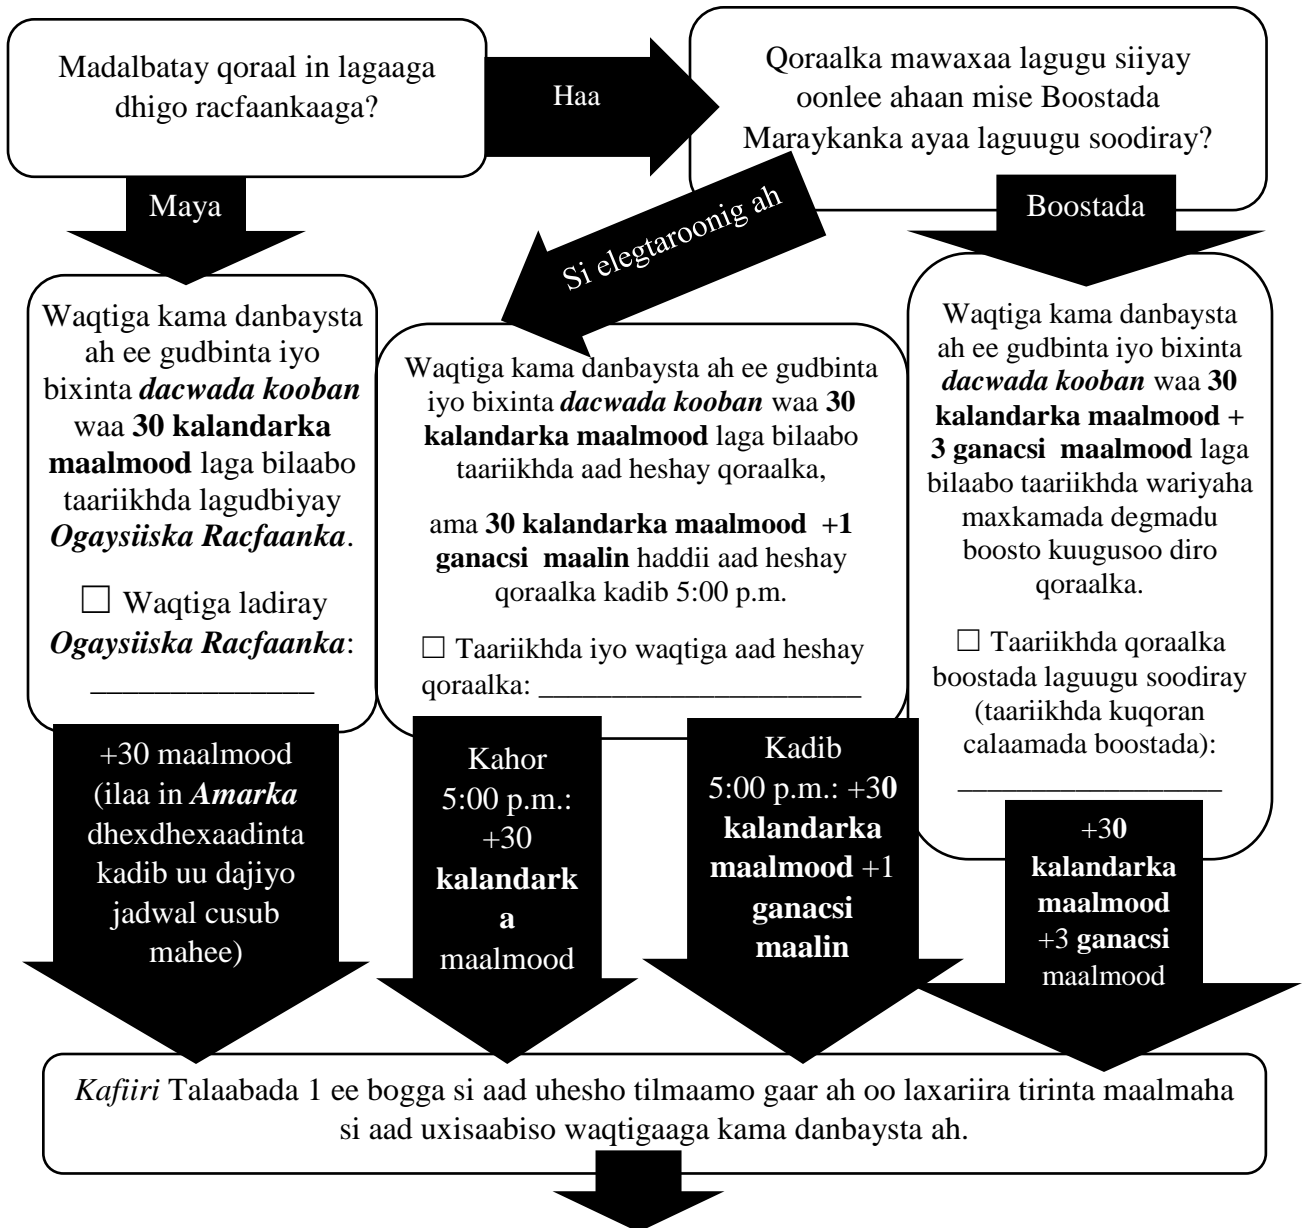 Madalbatay qoraal in lagaaga
dhigo racfaankaaga?
Haa
Qoraalka mawaxaa lagugu siiyay
oonlee ahaan mise Boostada
Maraykanka ayaa laguugu soodiray?
Maya
Si elegtaroonig ah
Boostada
Waqtiga kama danbaysta
ah ee gudbinta iyo
bixinta dacwada kooban
waa 30 kalandarka
maalmood laga bilaabo
taariikhda lagudbiyay
Ogaysiiska Racfaanka.
☐ Waqtiga ladiray
Ogaysiiska Racfaanka:
_______________
Waqtiga kama danbaysta ah ee gudbinta
iyo bixinta dacwada kooban waa 30
kalandarka maalmood laga bilaabo
taariikhda aad heshay qoraalka,
ama 30 kalandarka maalmood +1
ganacsi maalin haddii aad heshay
qoraalka kadib 5:00 p.m.
☐ Taariikhda iyo waqtiga aad heshay
qoraalka: ______________________
Waqtiga kama danbaysta
ah ee gudbinta iyo bixinta
dacwada kooban waa 30
kalandarka maalmood +
3 ganacsi maalmood laga
bilaabo taariikhda wariyaha
maxkamada degmadu
boosto kuugusoo diro
qoraalka.
☐ Taariikhda qoraalka
boostada laguugu soodiray
(taariikhda kuqoran
calaamada boostada):
___________________
+30 maalmood
(ilaa in Amarka
dhexdhexaadinta
kadib uu dajiyo
jadwal cusub
mahee)
Kahor
5:00 p.m.:
+30
kalandark
a
maalmood
Kadib
5:00 p.m.: +30
kalandarka
maalmood +1
ganacsi
maalin
+30
kalandarka
maalmood
+3 ganacsi
maalmood
Kafiiri Talaabada 1 ee bogga si aad uhesho tilmaamo gaar ah oo laxariira tirinta maalmaha
si aad uxisaabiso waqtigaaga kama danbaysta ah.